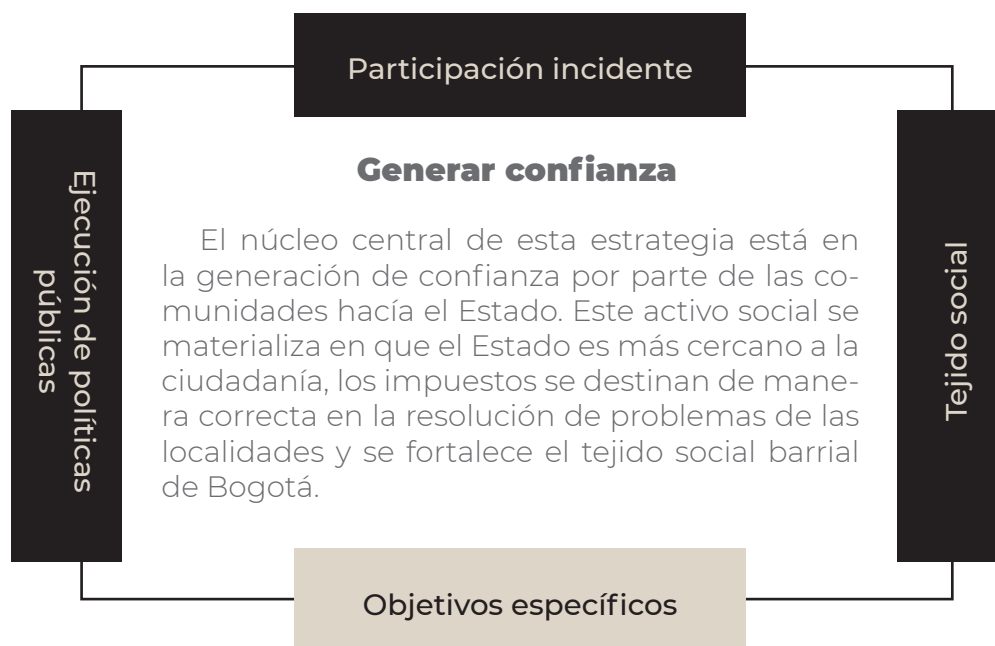 Participación incidente
Ejecución de políticas
públicas
Generar confianza
El núcleo central de esta estrategia está en
la generación de confianza por parte de las co-
munidades hacía el Estado. Este activo social se
materializa en que el Estado es más cercano a la
ciudadanía, los impuestos se destinan de mane-
ra correcta en la resolución de problemas de las
localidades y se fortalece el tejido social barrial
de Bogotá.
Tejido social
Objetivos específicos